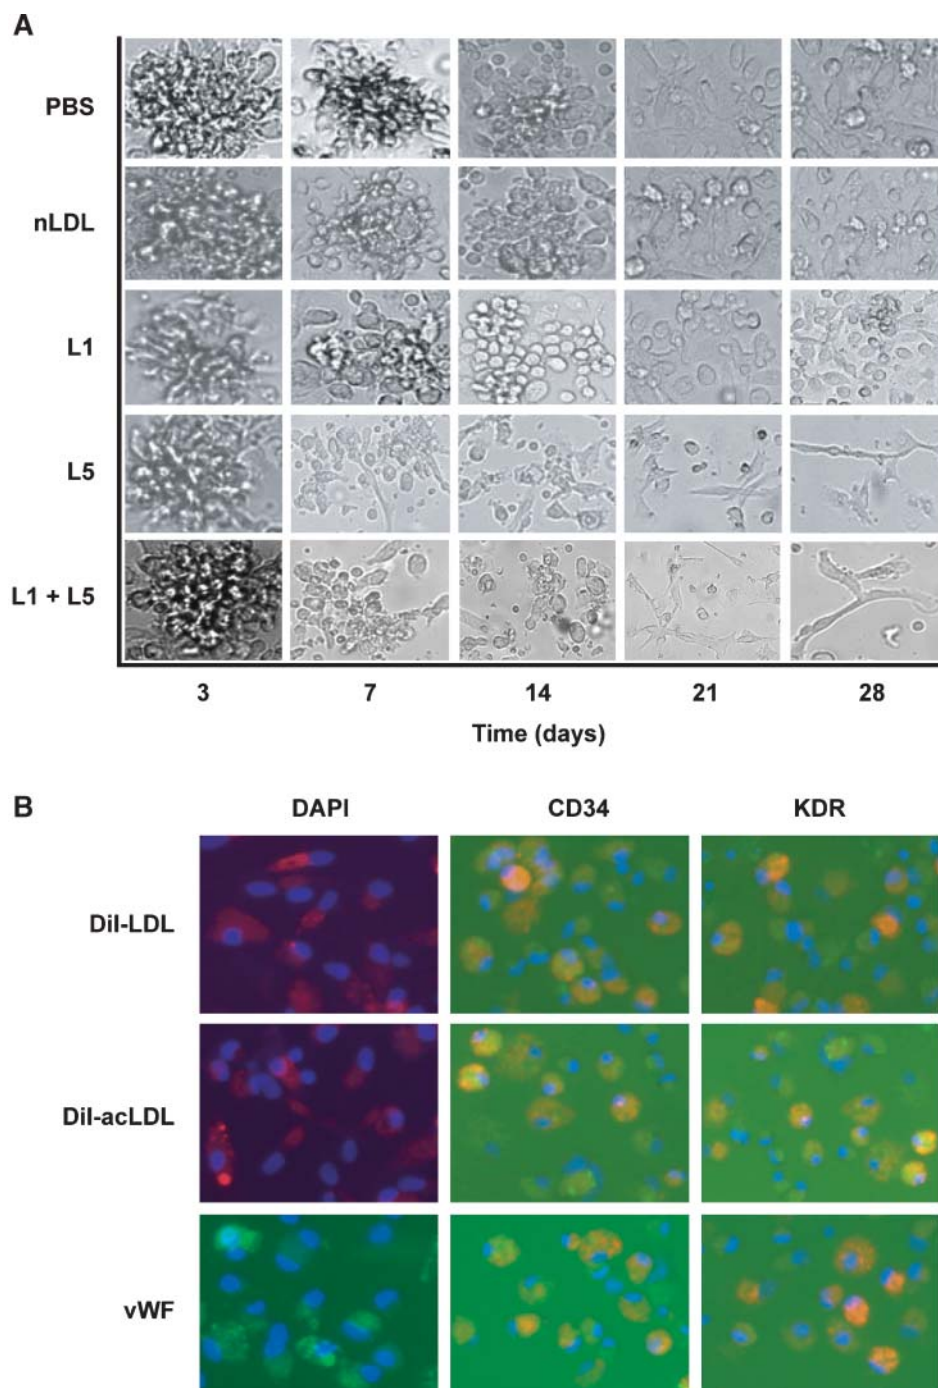 A
PBS
nLDL
L1
L5
L1 + L5
3 7 14 21 28
Time (days)
B
DAPI CD34 KDR
DiI-LDL
DiI-acLDL
vWF